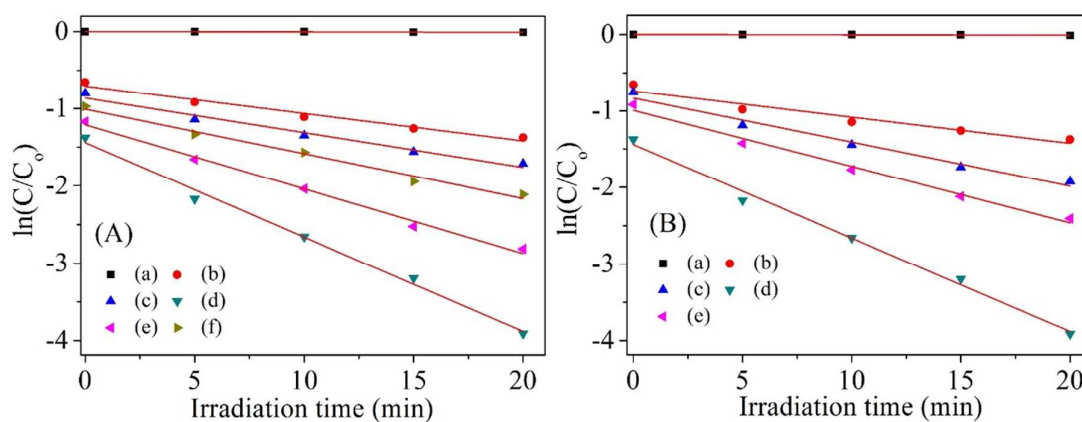 0
-1
-2
-3
-4
ln(C/Co)
(A)
(a) (b)
(c) (d)
(e) (f)
0 5 10 15 20
Irradiation time (min)
0
-1
-2
-3
-4
ln(C/Co)
(B)
(a) (b)
(c) (d)
(e)
0 5 10 15 20
Irradiation time (min)